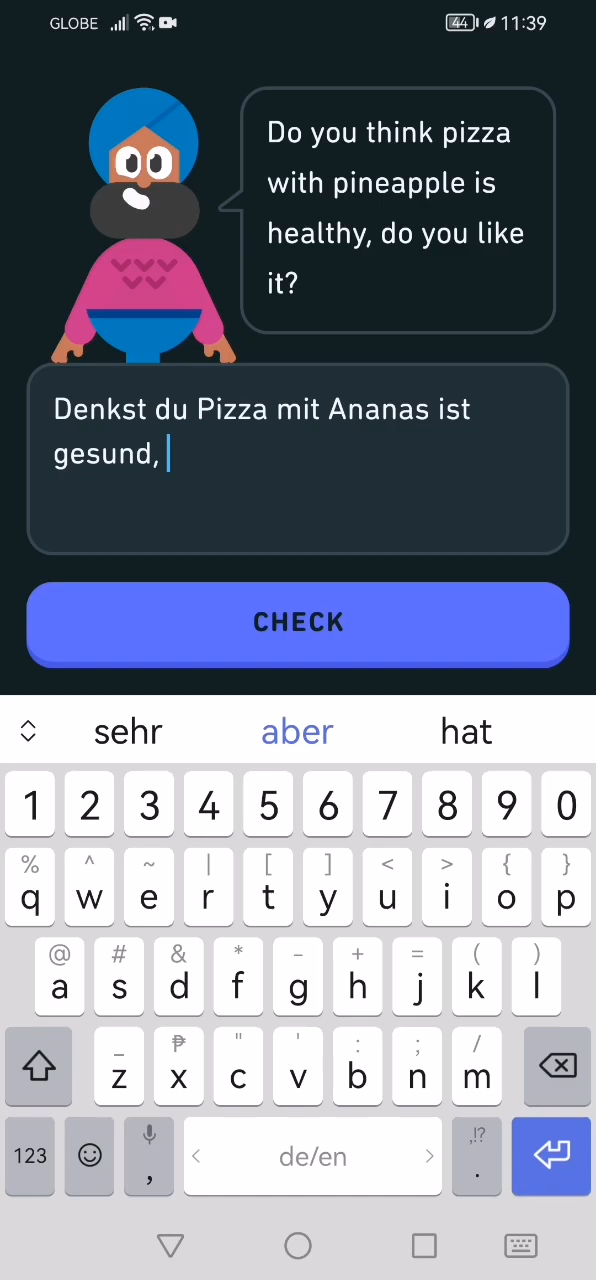 GLOBE 44 11:39
Do you think pizza
with pineapple is
healthy, do you like
it?
Denkst du Pizza mit Ananas ist
gesund,
CHECK
sehr aber hat
1 2 3 4 5 6 7 8 9 0
% ^ ~ | [ ] < > { }
q w e r t y u i o p
@ # & * - + = ( )
a s d f g h j k l
_ ₱ " ' : ; /
z x c v b n m
,!?
123 , < de/en > .